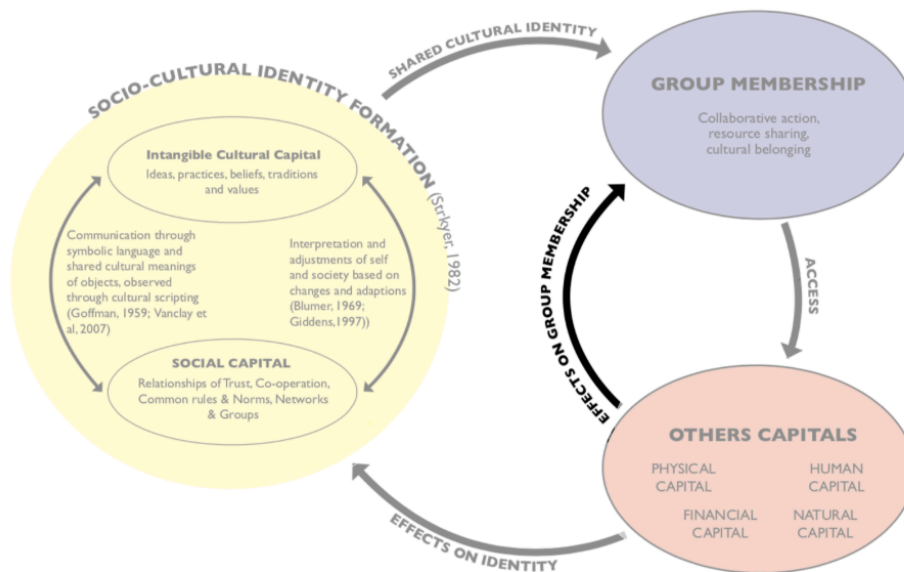 SOCIO-CULTURAL IDENTITY FORMATION (Strkyer, 1982)
Intangible Cultural Capital
Ideas, practices, beliefs, traditions
and values
Communication through
symbolic language and
shared cultural meanings
of objects, observed
through cultural scripting
(Goffman, 1959; Vanclay et
al, 2007)
Interpretation and
adjustments of self
and society based on
changes and adaptions
(Blumer, 1969;
Giddens,1997))
SOCIAL CAPITAL
Relationships of Trust, Co-operation,
Common rules & Norms, Networks
& Groups
SHARED CULTURAL IDENTITY
GROUP MEMBERSHIP
Collaborative action,
resource sharing,
cultural belonging
ACCESS
EFFECTS ON GROUP MEMBERSHIP
OTHERS CAPITALS
PHYSICAL
CAPITAL
HUMAN
CAPITAL
FINANCIAL
CAPITAL
NATURAL
CAPITAL
EFFECTS ON IDENTITY